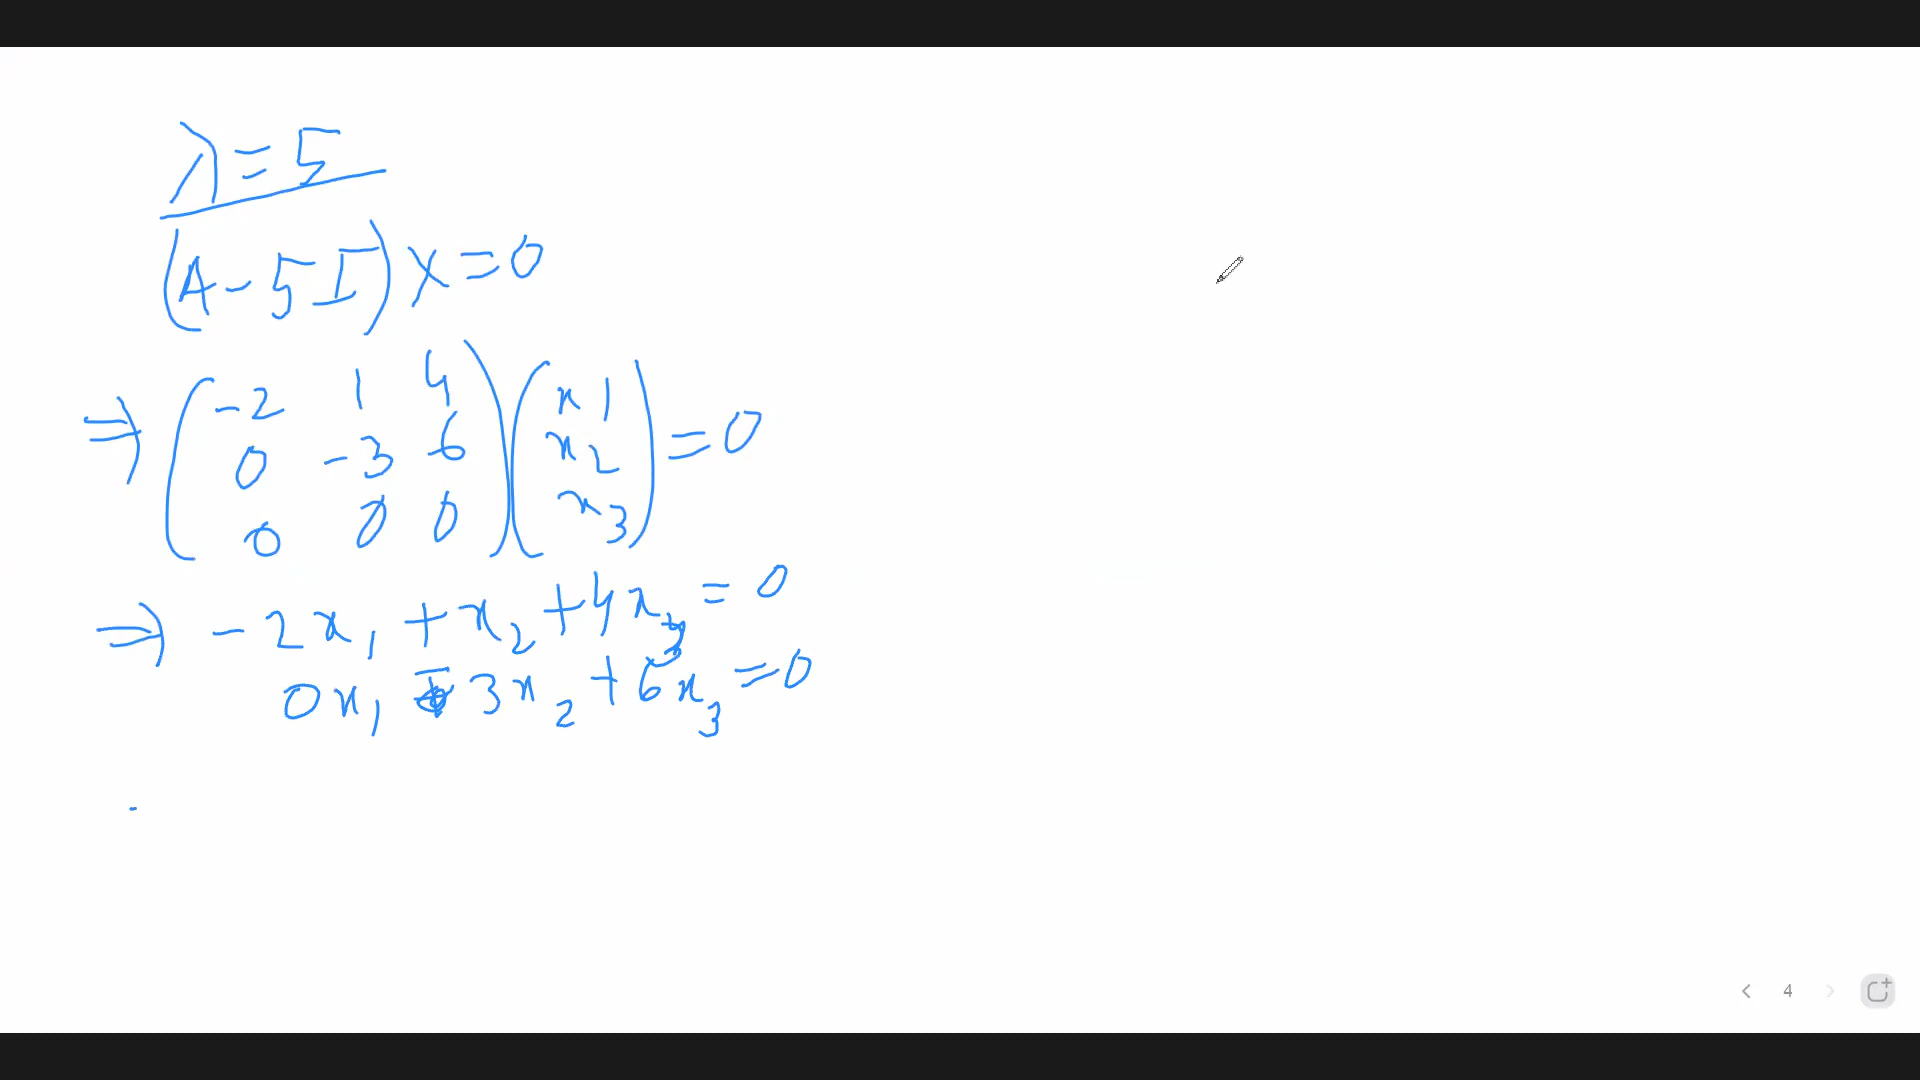 λ = 5
(A - 5I) X = 0
⇒ ( -2 1 4 ) ( x1 ) = 0
0 -3 6 x2
0 0 0 x3
⇒ -2x₁ + x₂ + 4x₃ = 0
0x₁ - 3x₂ + 6x₃ = 0
4